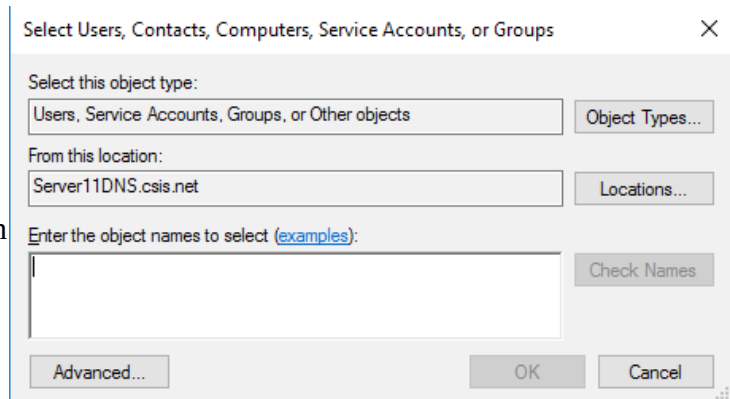 Select Users, Contacts, Computers, Service Accounts, or Groups
Select this object type:
Users, Service Accounts, Groups, or Other objects
Object Types...
From this location:
Server11DNS.csis.net
Locations...
n
Enter the object names to select (examples):
Check Names
Advanced...
OK
Cancel